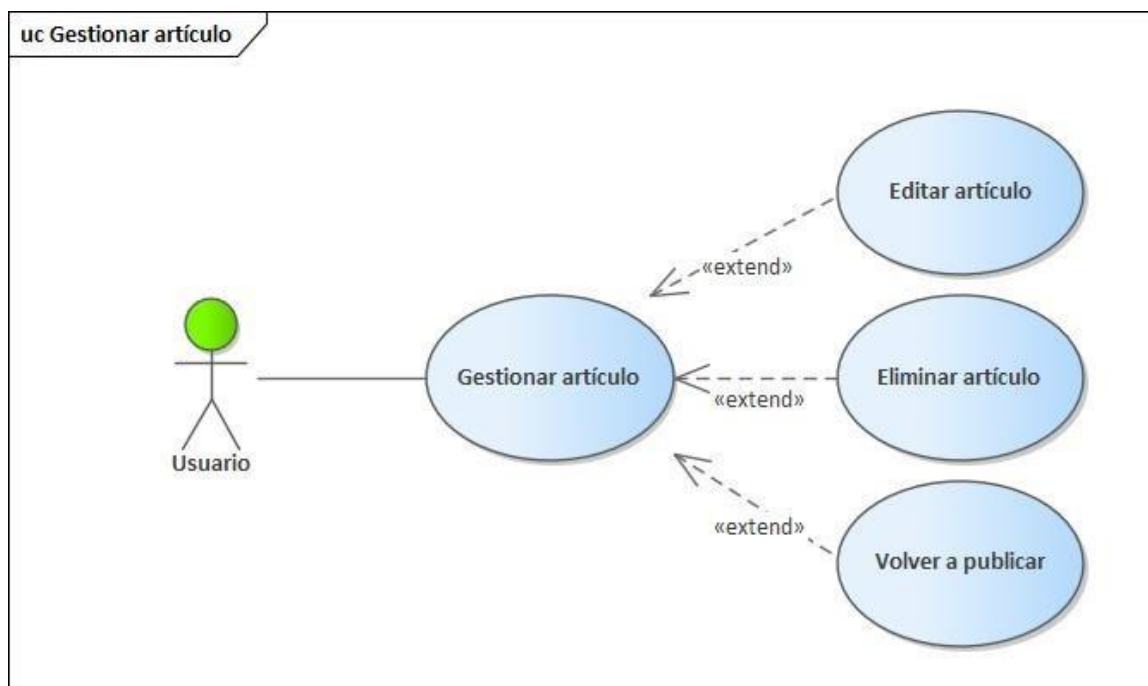 uc Gestionar artículo
Editar artículo
«extend»
Gestionar artículo
Eliminar artículo
«extend»
Usuario
«extend»
Volver a publicar